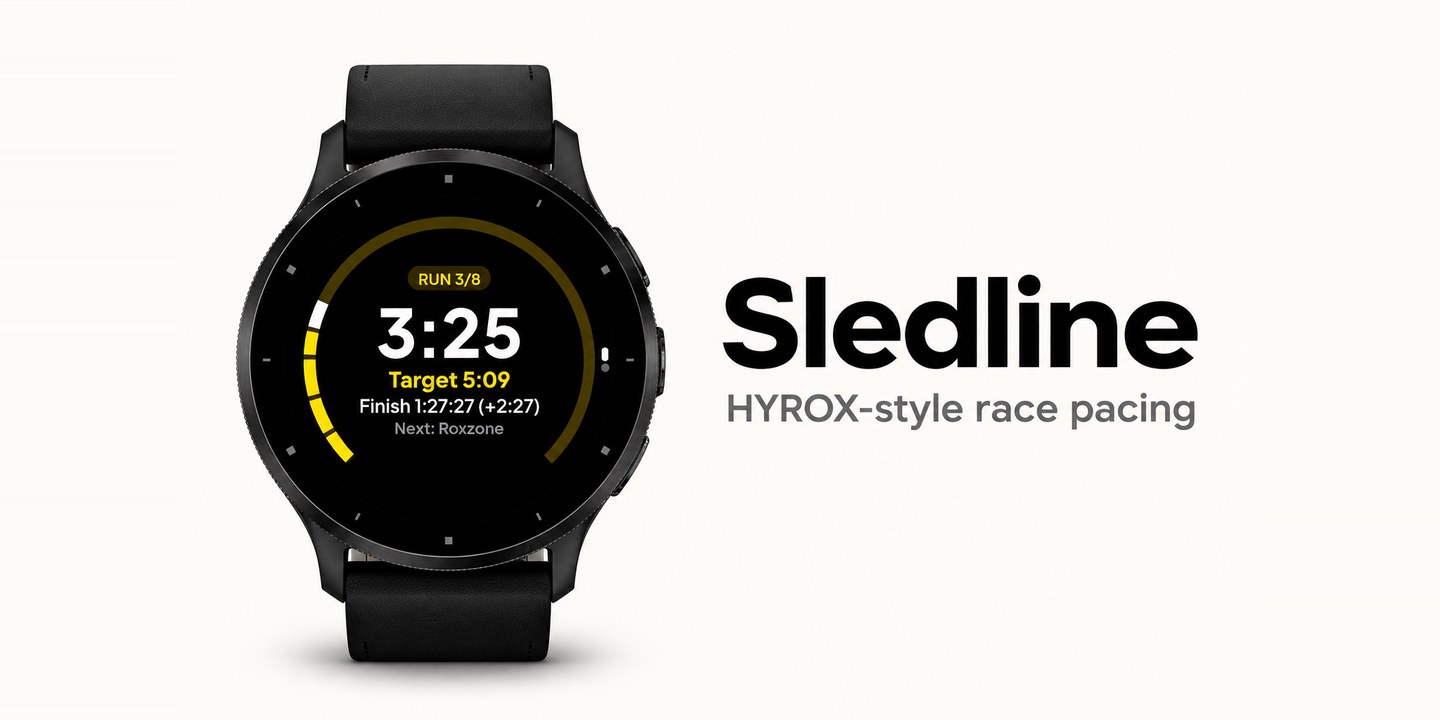 RUN 3/8
3:25
Target 5:09
Finish 1:27:27 (+2:27)
Next: Roxzone
Sledline
HYROX-style race pacing